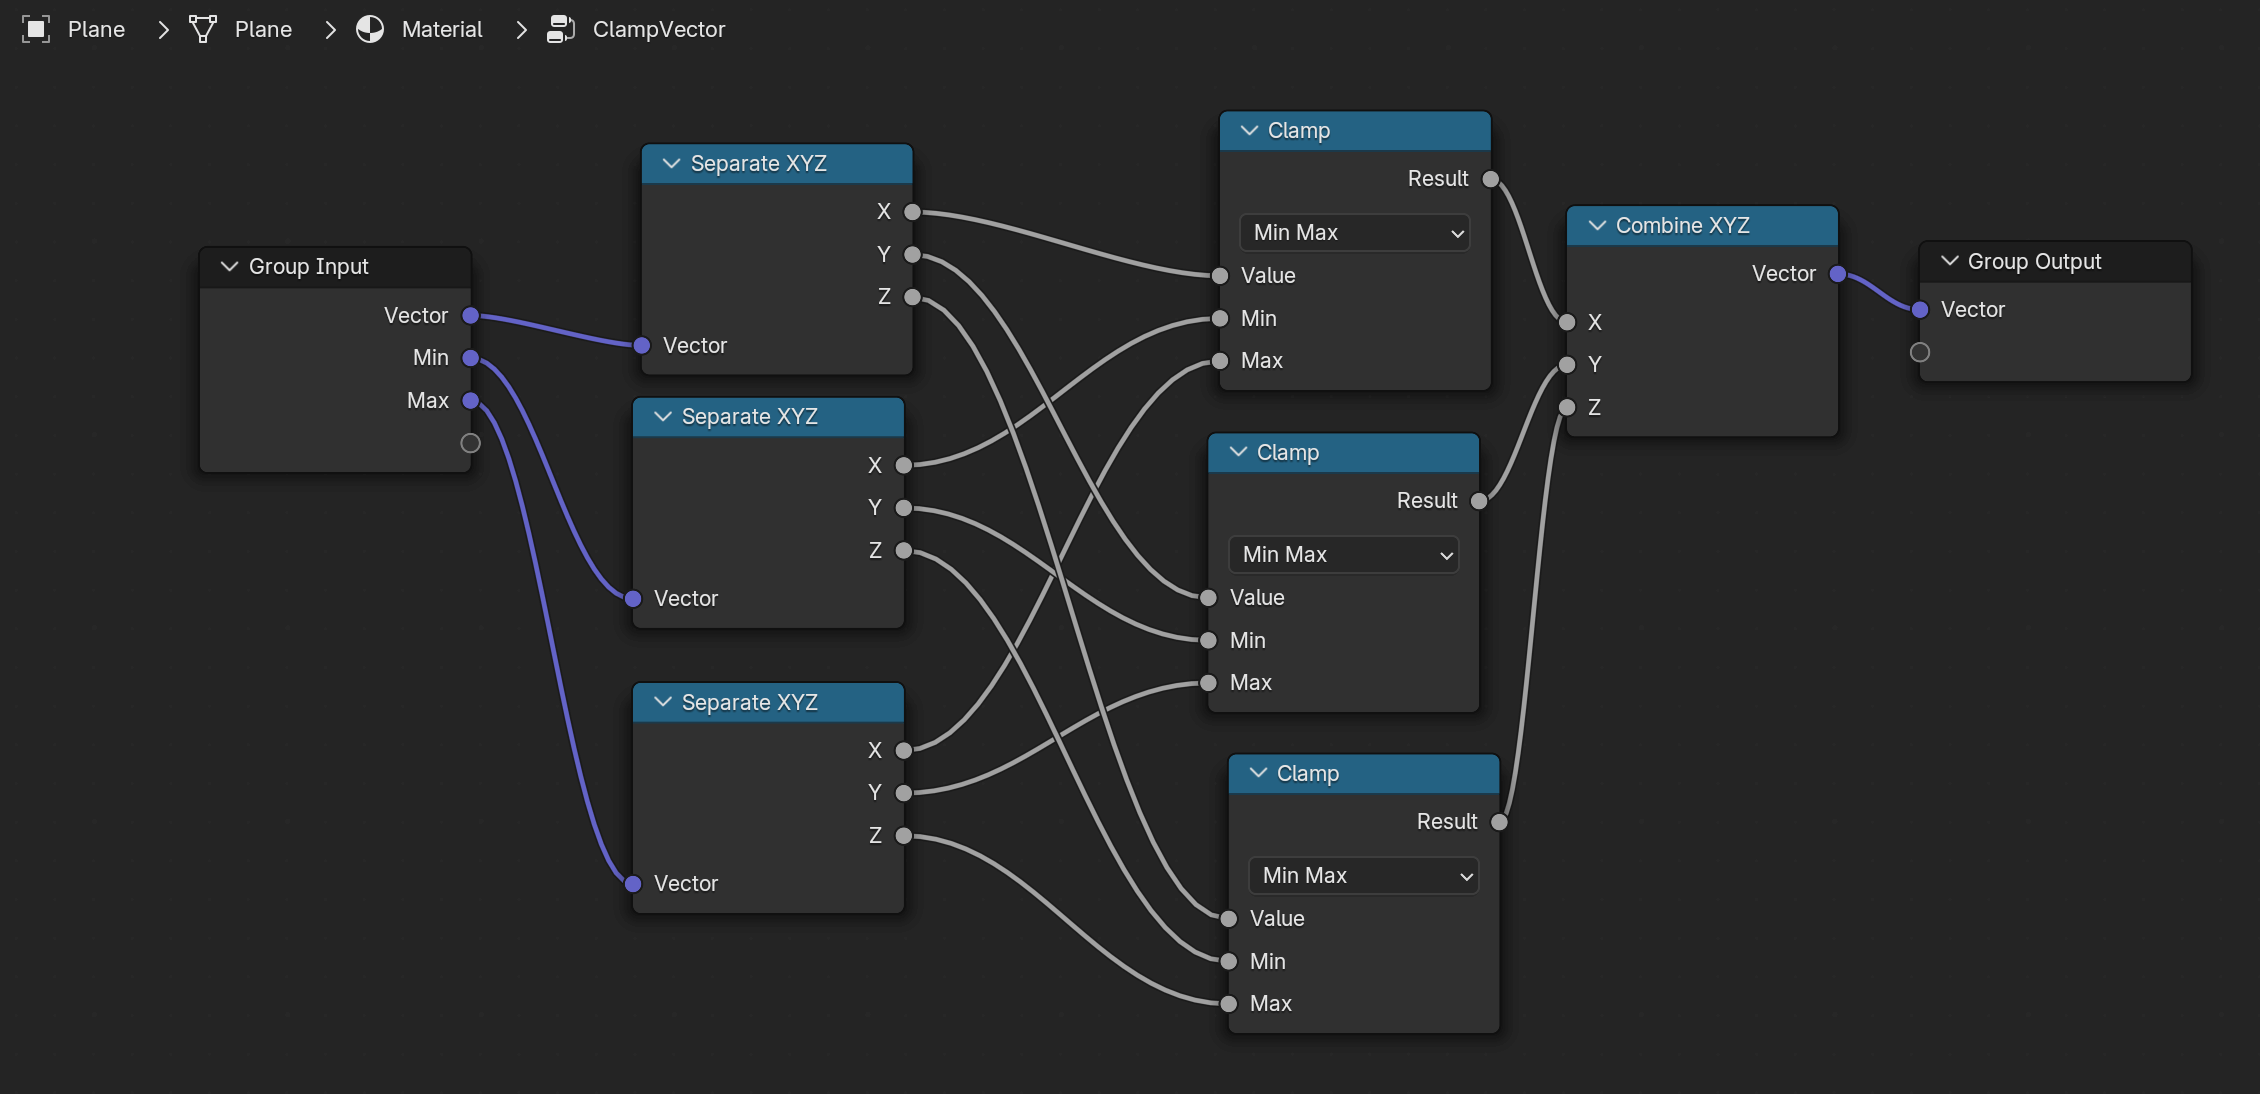 Plane Plane Material ClampVector
Group Input
Vector
Min
Max
Separate XYZ
X
Y
Z
Vector
Separate XYZ
X
Y
Z
Vector
Separate XYZ
X
Y
Z
Vector
Clamp
Result
Min Max
Value
Min
Max
Clamp
Result
Min Max
Value
Min
Max
Clamp
Result
Min Max
Value
Min
Max
Combine XYZ
Vector
X
Y
Z
Group Output
Vector